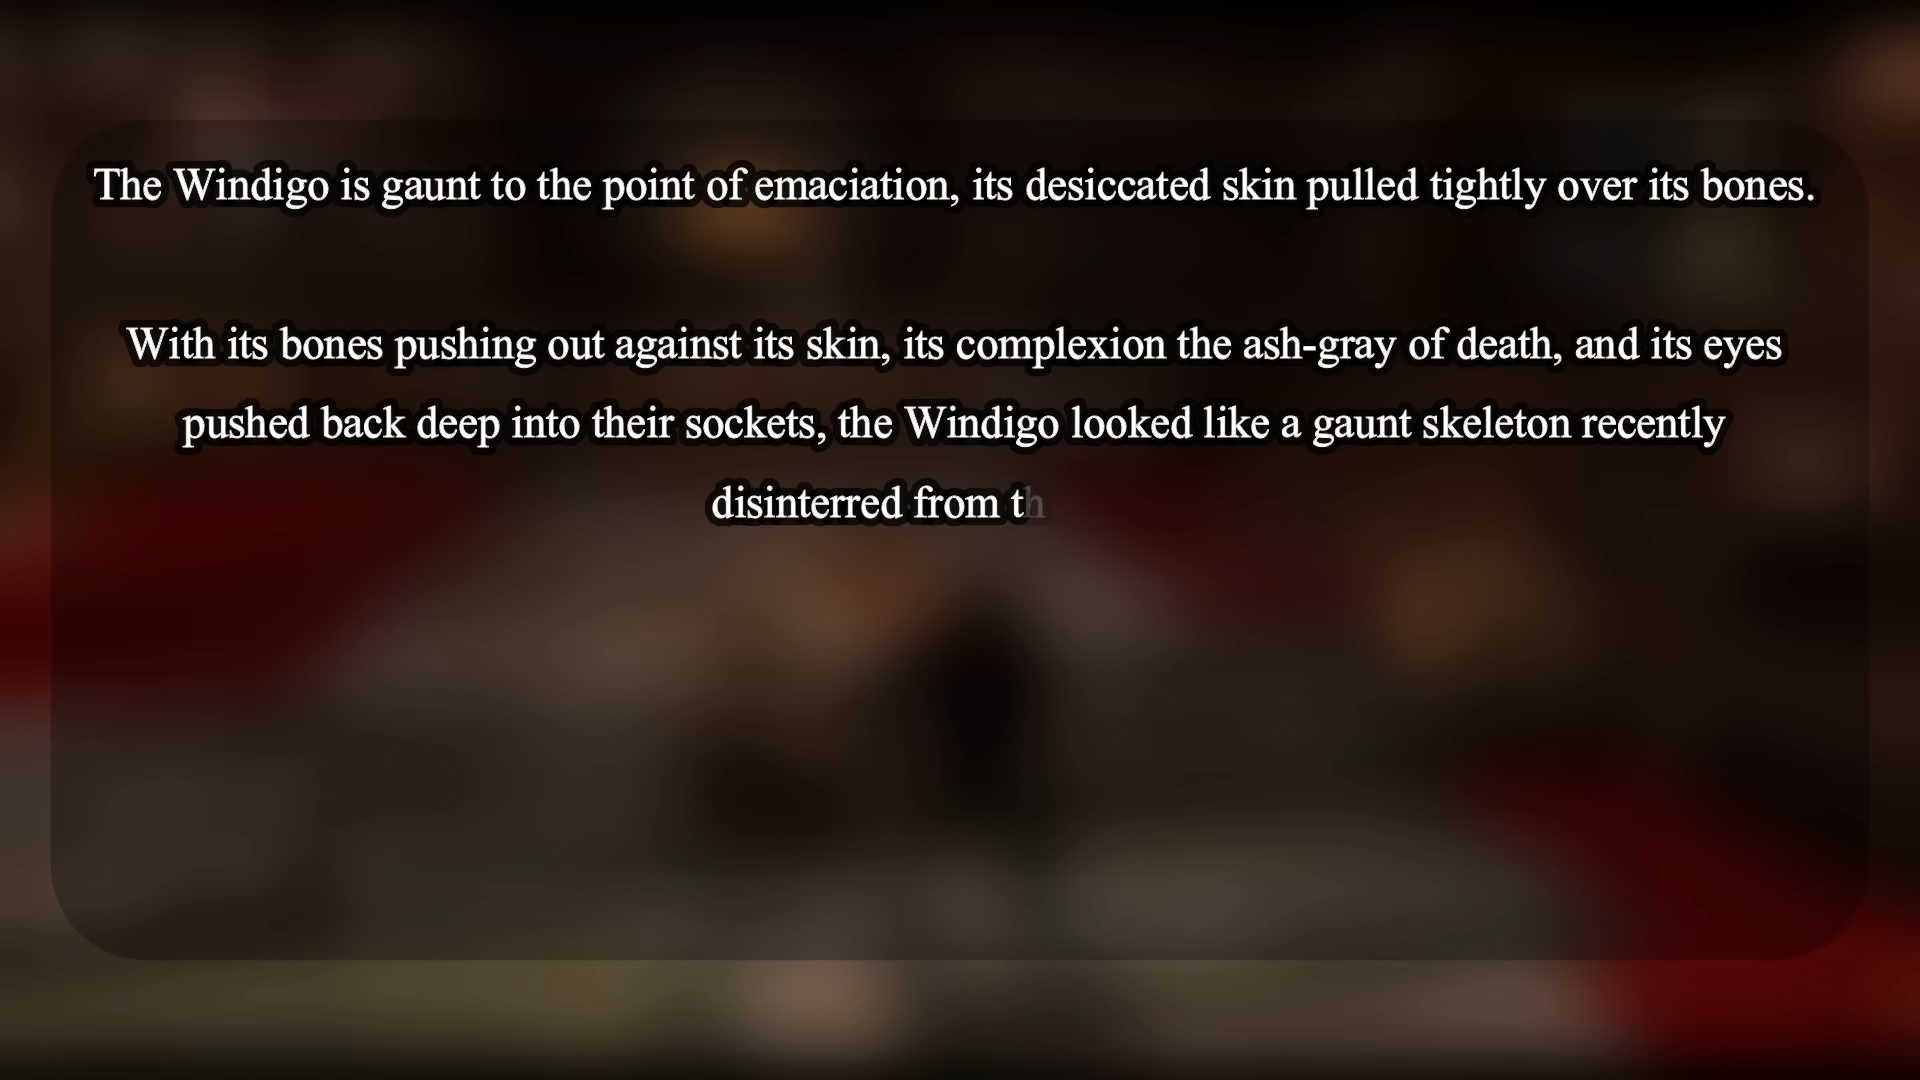 The Windigo is gaunt to the point of emaciation, its desiccated skin pulled tightly over its bones.
With its bones pushing out against its skin, its complexion the ash-gray of death, and its eyes
pushed back deep into their sockets, the Windigo looked like a gaunt skeleton recently
disinterred from th